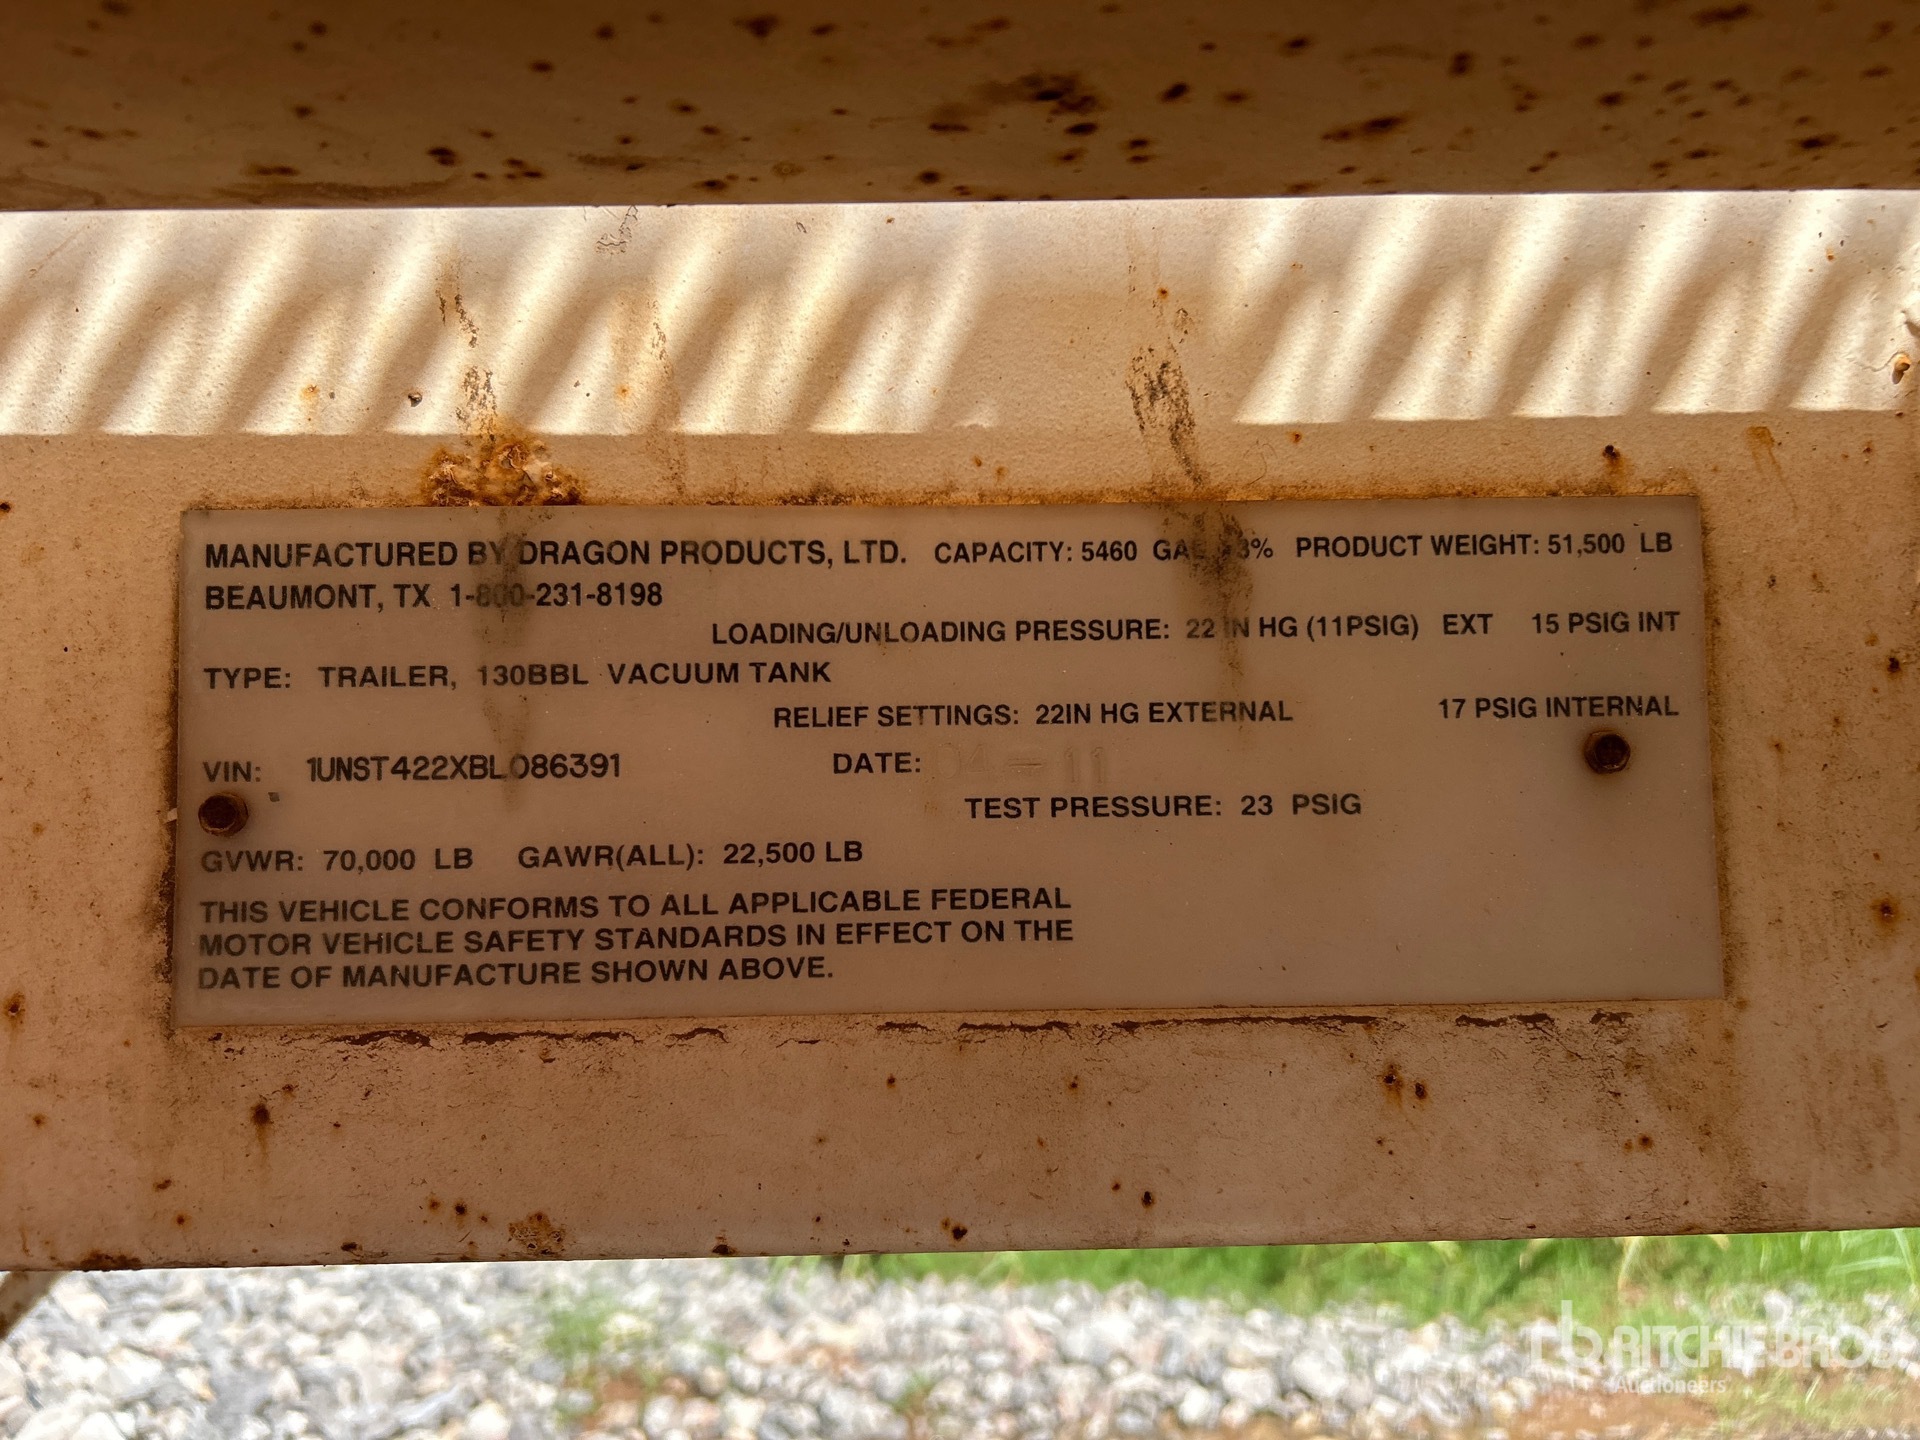 MANUFACTURED BY DRAGON PRODUCTS, LTD. CAPACITY: 5460 GAL 3% PRODUCT WEIGHT: 51,500 LB
BEAUMONT, TX 1-800-231-8198
LOADING/UNLOADING PRESSURE: 22 IN HG (11PSIG) EXT 15 PSIG INT
TYPE: TRAILER, 130BBL VACUUM TANK
RELIEF SETTINGS: 22IN HG EXTERNAL 17 PSIG INTERNAL
VIN: 1UNST422XBL086391 DATE: 04-11
TEST PRESSURE: 23 PSIG
GVWR: 70,000 LB GAWR(ALL): 22,500 LB
THIS VEHICLE CONFORMS TO ALL APPLICABLE FEDERAL
MOTOR VEHICLE SAFETY STANDARDS IN EFFECT ON THE
DATE OF MANUFACTURE SHOWN ABOVE.
rb RITCHIE BROS.
Auctioneers